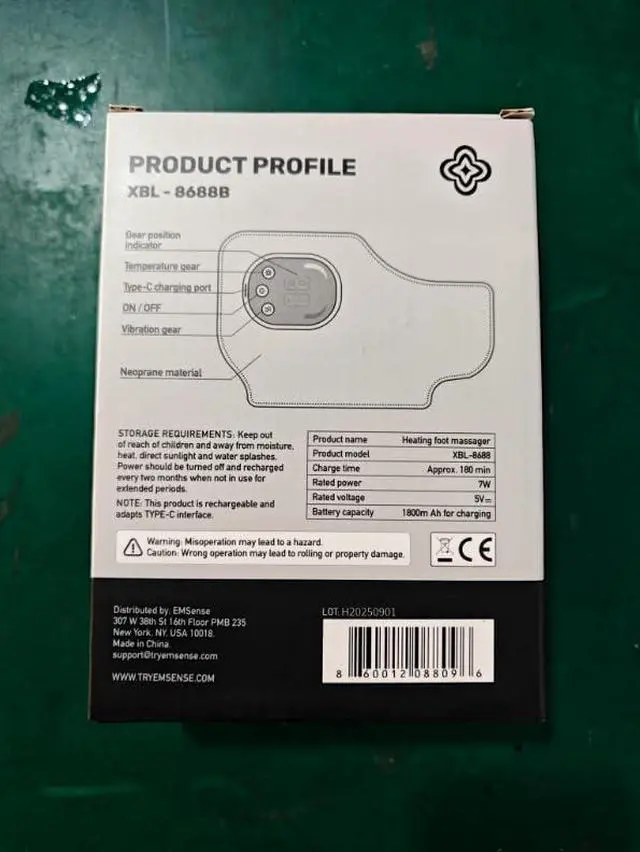 PRODUCT PROFILE
XBL - 8688B
Gear position
indicator
Temperature gear
Type-C charging port
ON / OFF
Vibration gear
Neoprane material
STORAGE REQUIREMENTS: Keep out
of reach of children and away from moisture,
heat, direct sunlight and water splashes.
Power should be turned off and recharged
every two months when not in use for
extended periods.
NOTE: This product is rechargeable and
adapts TYPE-C interface.
Product name Heating foot massager
Product model XBL-8688
Charge time Approx. 180 min
Rated power 7W
Rated voltage 5V⎓
Battery capacity 1800m Ah for charging
Warning: Misoperation may lead to a hazard.
Caution: Wrong operation may lead to rolling or property damage.
CE
Distributed by: EMSense
307 W 38th St 16th Floor PMB 235
New York, NY. USA 10018.
Made in China.
support@tryemsense.com
WWW.TRYEMSENSE.COM
LOT: H20250901
8 60012 08809 6